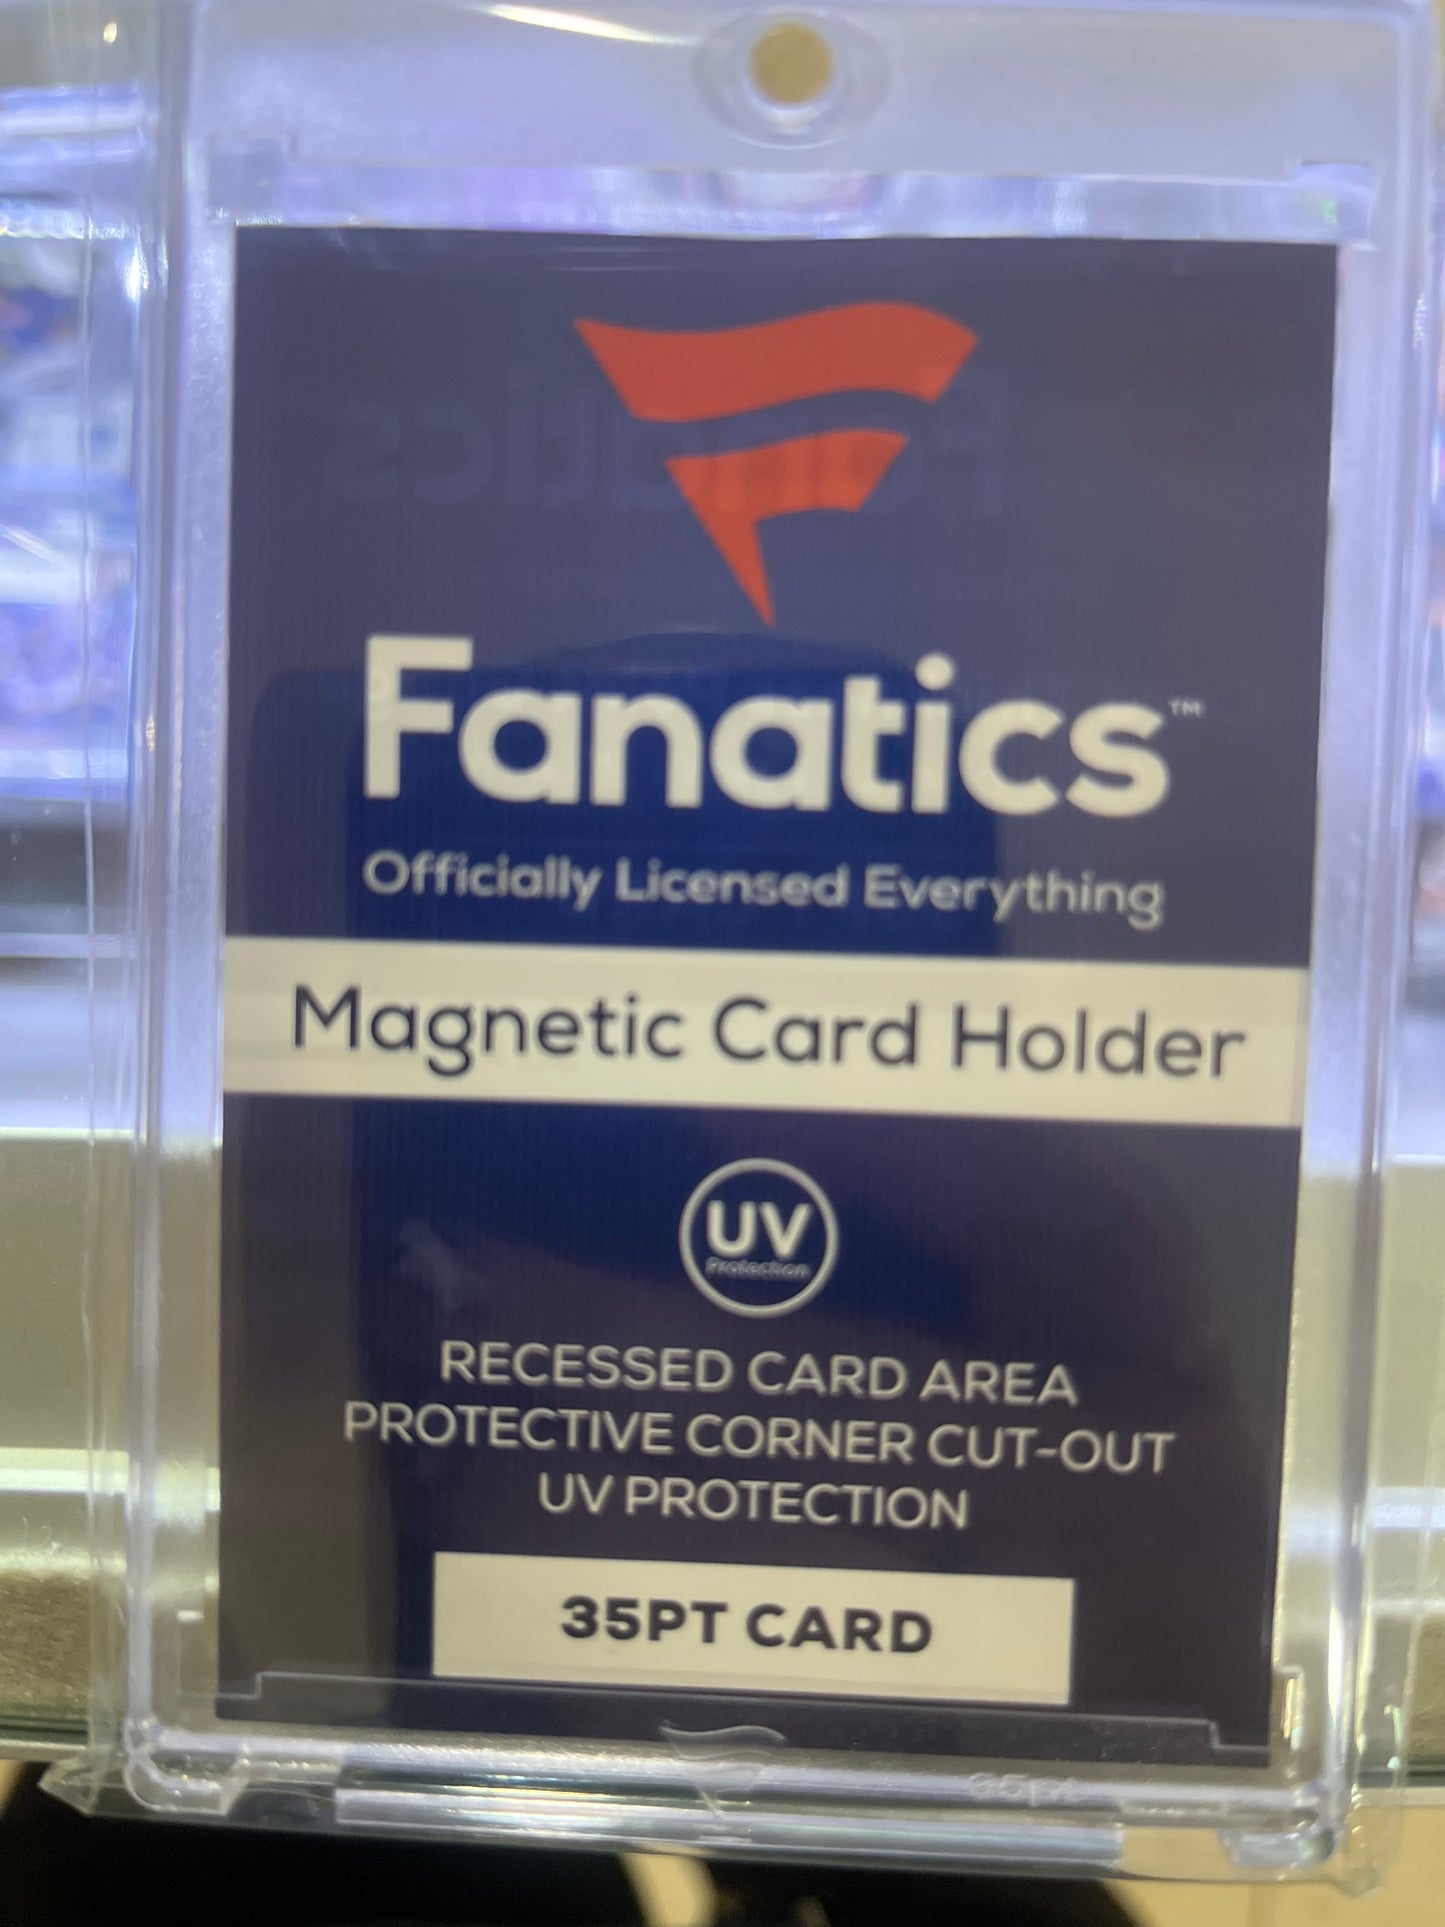 Fanatics™
Officially Licensed Everything
Magnetic Card Holder
UV
Protection
RECESSED CARD AREA
PROTECTIVE CORNER CUT-OUT
UV PROTECTION
35PT CARD
35pt